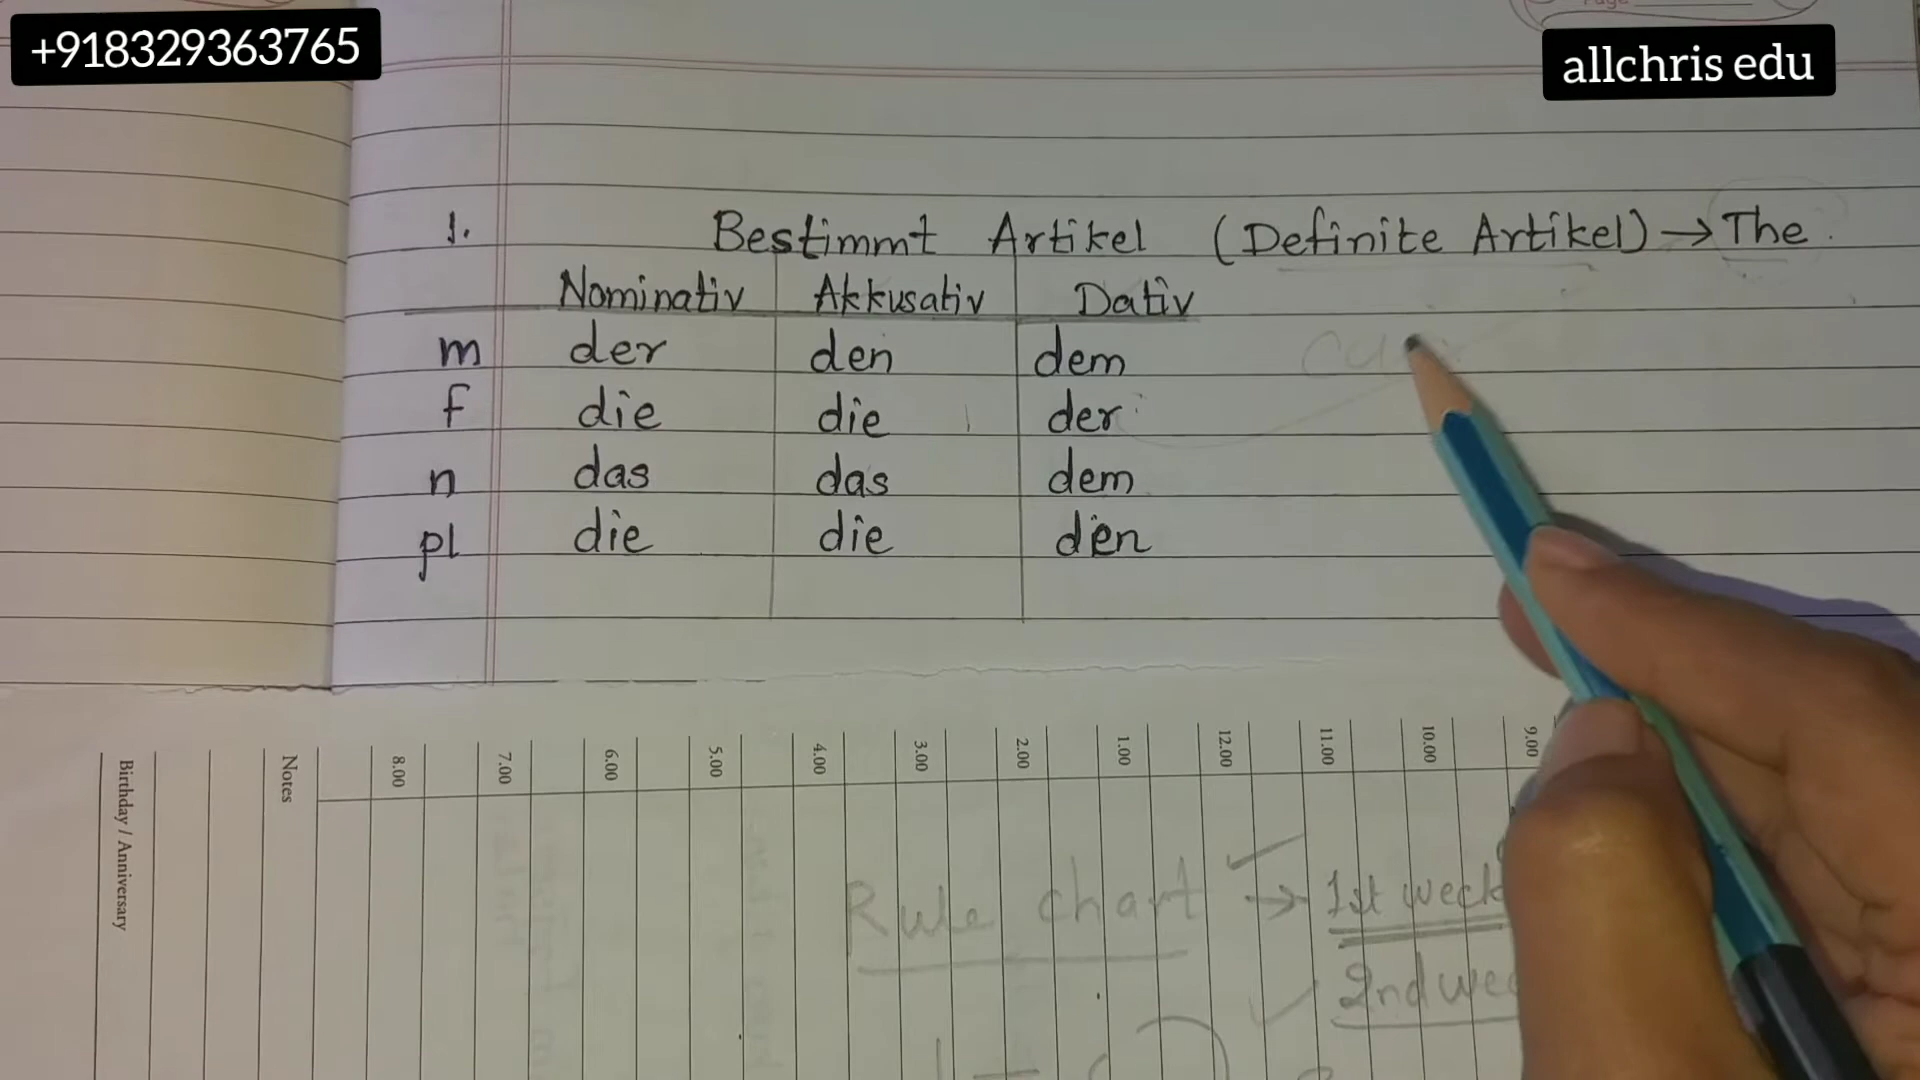 +918329363765
allchris edu
1. Bestimmt Artikel (Definite Artikel) → The
Nominativ Akkusativ Dativ
m der den dem
f die die der
n das das dem
pl die die den
Birthday / Anniversary
Notes
8.00 7.00 6.00 5.00 4.00 3.00 2.00 1.00 12.00 11.00 10.00 9.00
Rule chart → 1st week
2nd